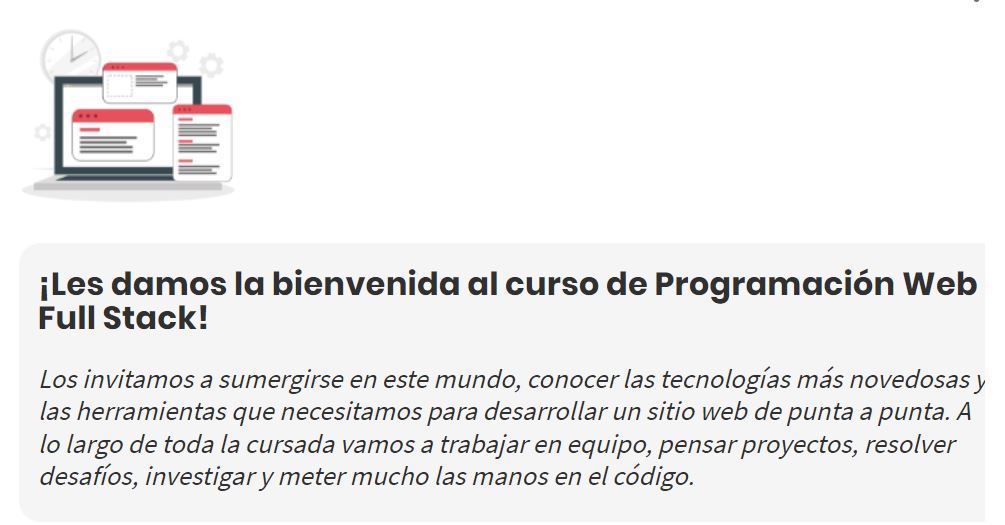 ¡Les damos la bienvenida al curso de Programación Web
Full Stack!
Los invitamos a sumergirse en este mundo, conocer las tecnologías más novedosas y
las herramientas que necesitamos para desarrollar un sitio web de punta a punta. A
lo largo de toda la cursada vamos a trabajar en equipo, pensar proyectos, resolver
desafíos, investigar y meter mucho las manos en el código.